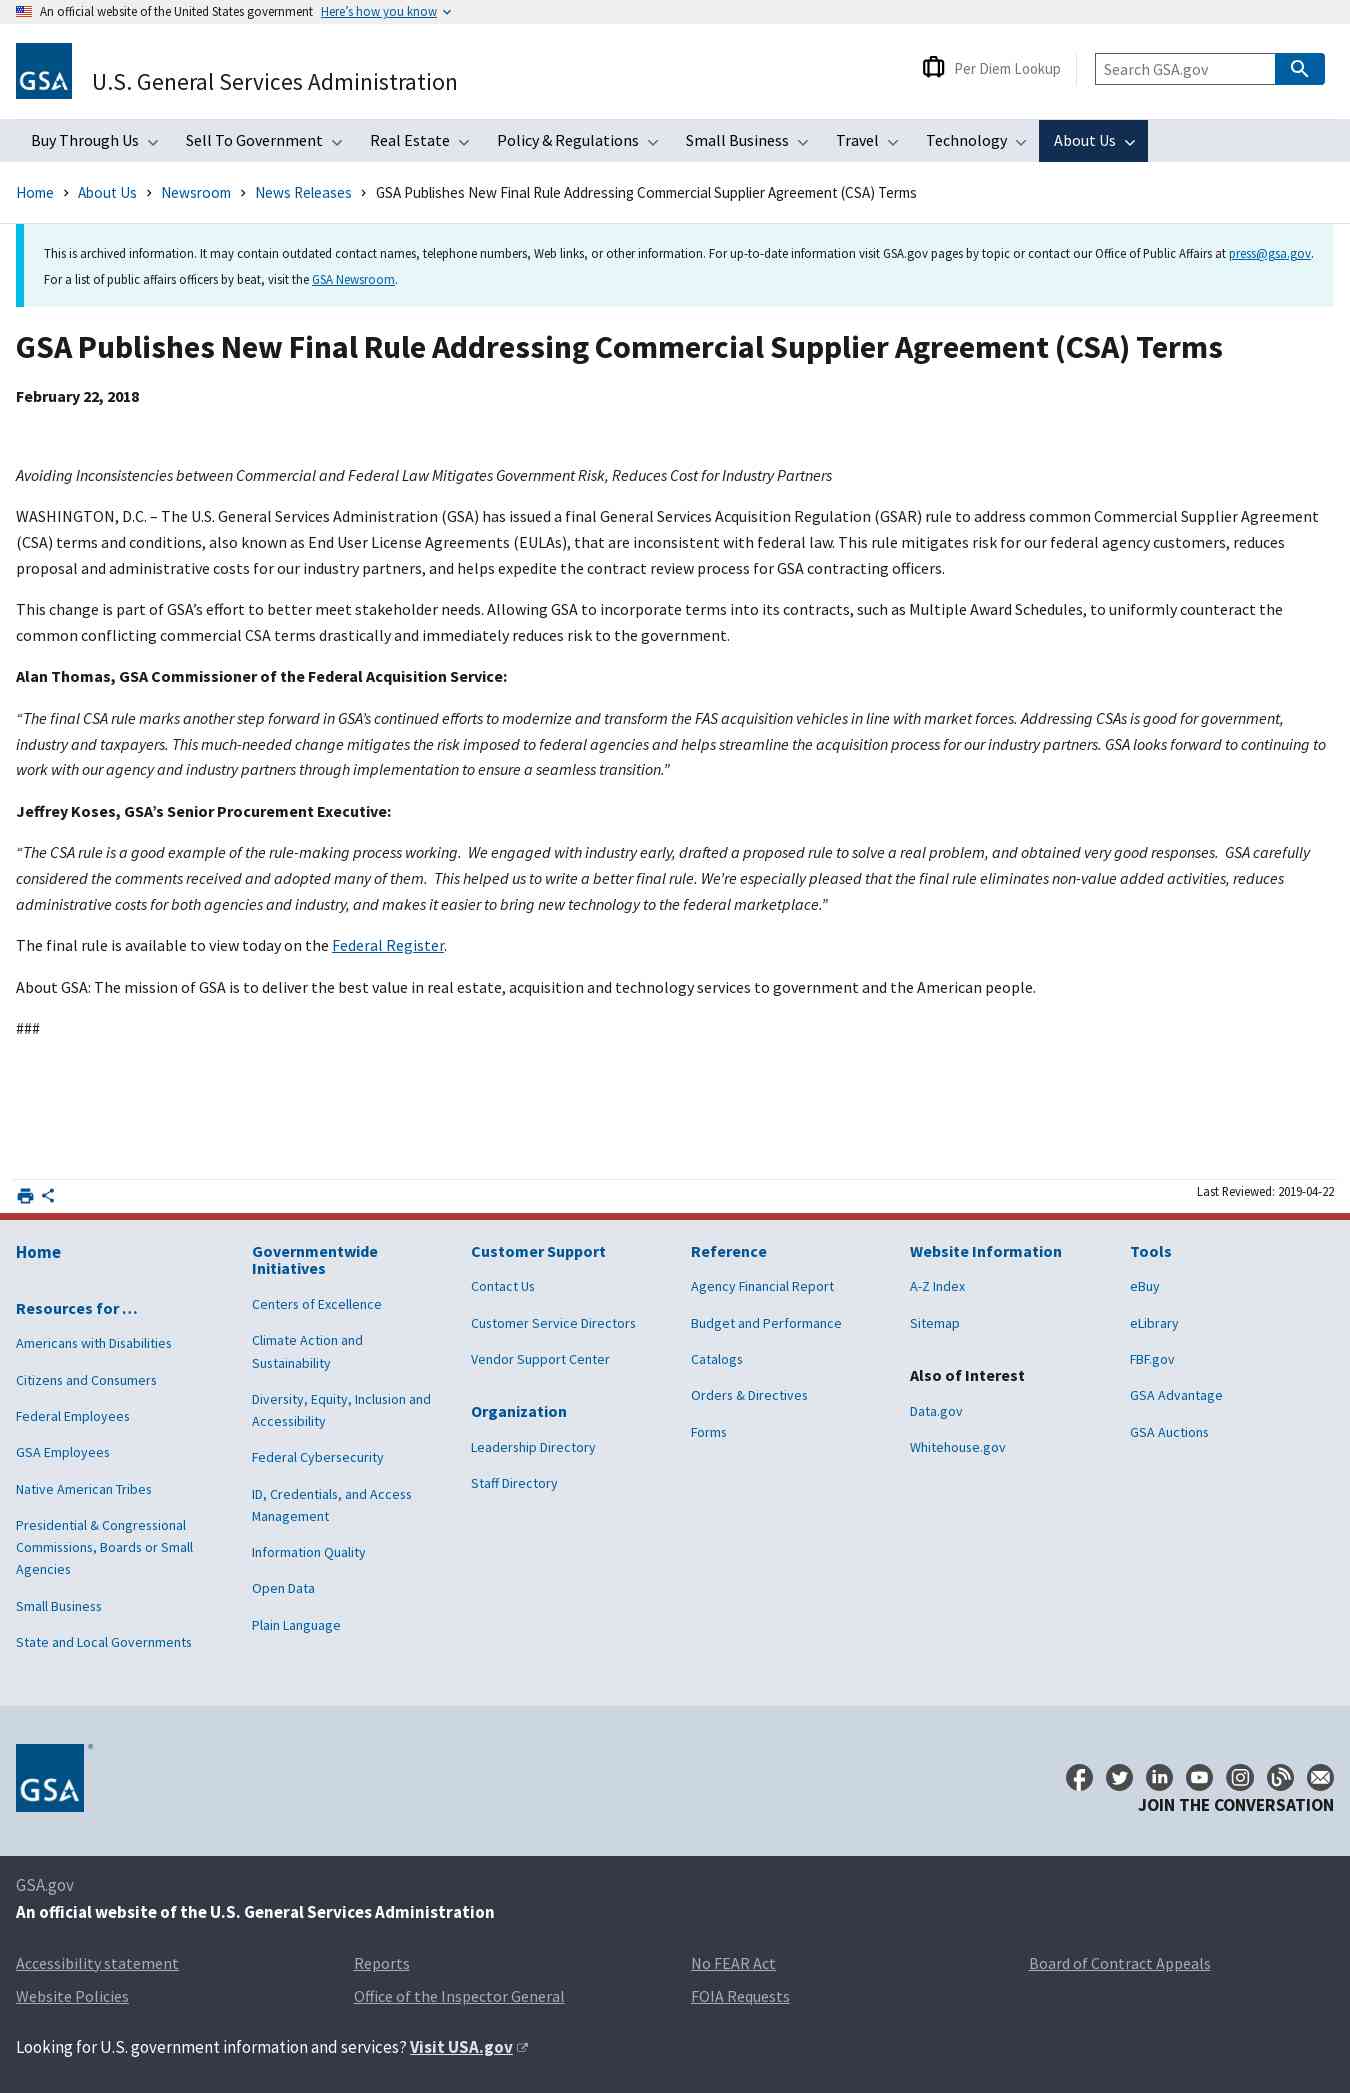 An official website of the United States government Here's how you know
GSA
U.S. General Services Administration
Per Diem Lookup
Search GSA.gov
Buy Through Us Sell To Government Real Estate Policy & Regulations Small Business Travel Technology About Us
Home › About Us › Newsroom › News Releases › GSA Publishes New Final Rule Addressing Commercial Supplier Agreement (CSA) Terms
This is archived information. It may contain outdated contact names, telephone numbers, Web links, or other information. For up-to-date information visit GSA.gov pages by topic or contact our Office of Public Affairs at press@gsa.gov.
For a list of public affairs officers by beat, visit the GSA Newsroom.
GSA Publishes New Final Rule Addressing Commercial Supplier Agreement (CSA) Terms
February 22, 2018
Avoiding Inconsistencies between Commercial and Federal Law Mitigates Government Risk, Reduces Cost for Industry Partners
WASHINGTON, D.C. – The U.S. General Services Administration (GSA) has issued a final General Services Acquisition Regulation (GSAR) rule to address common Commercial Supplier Agreement
(CSA) terms and conditions, also known as End User License Agreements (EULAs), that are inconsistent with federal law. This rule mitigates risk for our federal agency customers, reduces
proposal and administrative costs for our industry partners, and helps expedite the contract review process for GSA contracting officers.
This change is part of GSA’s effort to better meet stakeholder needs. Allowing GSA to incorporate terms into its contracts, such as Multiple Award Schedules, to uniformly counteract the
common conflicting commercial CSA terms drastically and immediately reduces risk to the government.
Alan Thomas, GSA Commissioner of the Federal Acquisition Service:
“The final CSA rule marks another step forward in GSA’s continued efforts to modernize and transform the FAS acquisition vehicles in line with market forces. Addressing CSAs is good for government,
industry and taxpayers. This much-needed change mitigates the risk imposed to federal agencies and helps streamline the acquisition process for our industry partners. GSA looks forward to continuing to
work with our agency and industry partners through implementation to ensure a seamless transition.”
Jeffrey Koses, GSA’s Senior Procurement Executive:
“The CSA rule is a good example of the rule-making process working. We engaged with industry early, drafted a proposed rule to solve a real problem, and obtained very good responses. GSA carefully
considered the comments received and adopted many of them. This helped us to write a better final rule. We're especially pleased that the final rule eliminates non-value added activities, reduces
administrative costs for both agencies and industry, and makes it easier to bring new technology to the federal marketplace.”
The final rule is available to view today on the Federal Register.
About GSA: The mission of GSA is to deliver the best value in real estate, acquisition and technology services to government and the American people.
###
Last Reviewed: 2019-04-22
Home
Resources for …
Americans with Disabilities
Citizens and Consumers
Federal Employees
GSA Employees
Native American Tribes
Presidential & Congressional
Commissions, Boards or Small
Agencies
Small Business
State and Local Governments
Governmentwide
Initiatives
Centers of Excellence
Climate Action and
Sustainability
Diversity, Equity, Inclusion and
Accessibility
Federal Cybersecurity
ID, Credentials, and Access
Management
Information Quality
Open Data
Plain Language
Customer Support
Contact Us
Customer Service Directors
Vendor Support Center
Organization
Leadership Directory
Staff Directory
Reference
Agency Financial Report
Budget and Performance
Catalogs
Orders & Directives
Forms
Website Information
A-Z Index
Sitemap
Also of Interest
Data.gov
Whitehouse.gov
Tools
eBuy
eLibrary
FBF.gov
GSA Advantage
GSA Auctions
GSA ®
JOIN THE CONVERSATION
GSA.gov
An official website of the U.S. General Services Administration
Accessibility statement Reports No FEAR Act Board of Contract Appeals
Website Policies Office of the Inspector General FOIA Requests
Looking for U.S. government information and services? Visit USA.gov